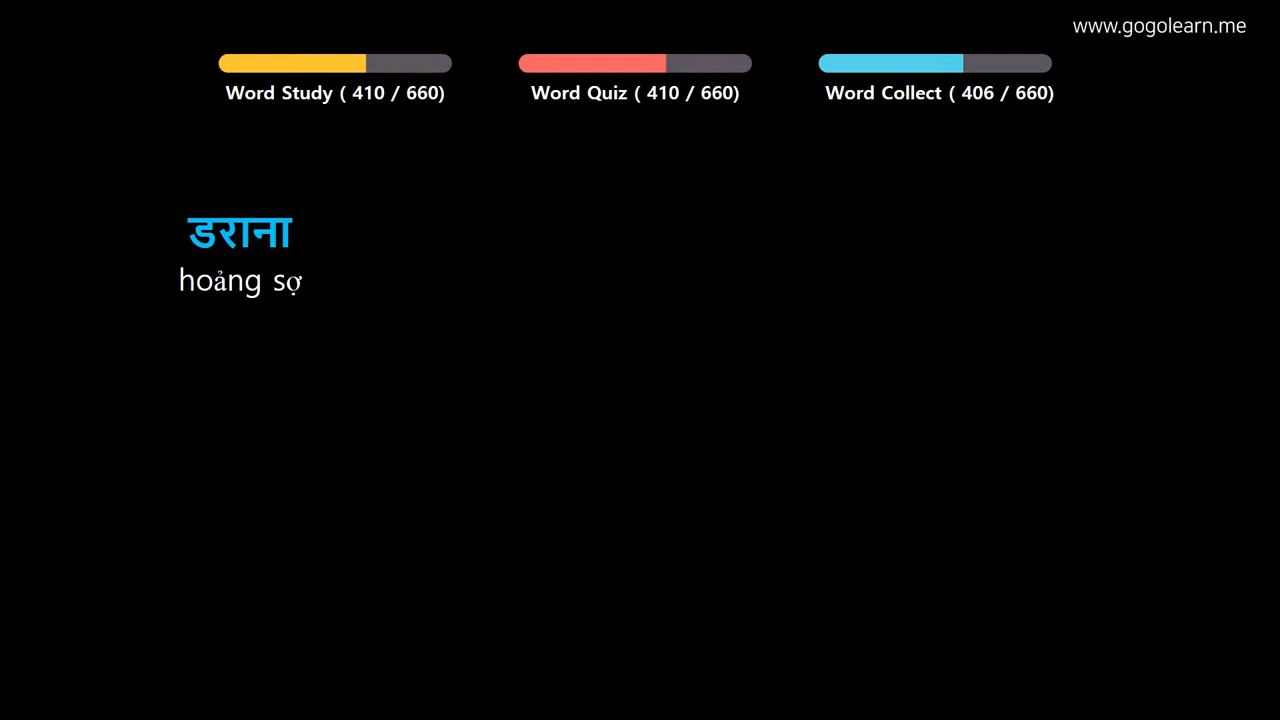 www.gogolearn.me
Word Study ( 410 / 660)
Word Quiz ( 410 / 660)
Word Collect ( 406 / 660)
डराना
hoảng sợ